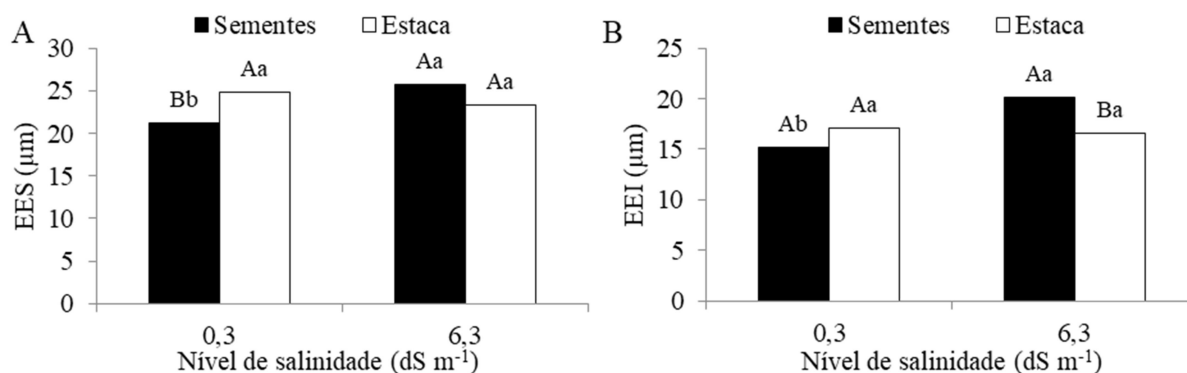 A
Sementes Estaca
30
25
20
15
10
5
0
EES (µm)
Bb
Aa
Aa
Aa
0,3
6,3
Nível de salinidade (dS m⁻¹)
B
Sementes Estaca
25
20
15
10
5
0
EEI (µm)
Ab
Aa
Aa
Ba
0,3
6,3
Nível de salinidade (dS m⁻¹)